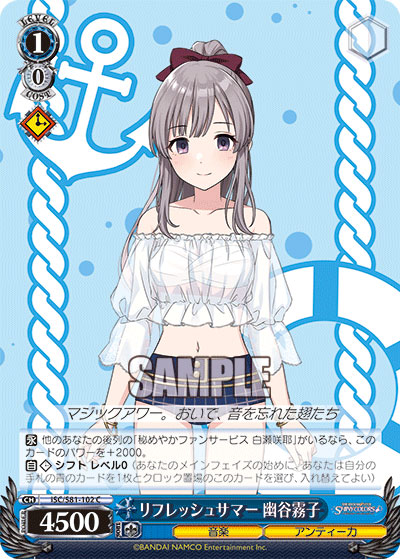 LEVEL
1
0
COST
SAMPLE
マジックアワー。おいで、音を忘れた翅たち
永 他のあなたの後列の「秘めやかファンサービス 白瀬咲耶」がいるなら、この
カードのパワーを+2000。
自 シフト レベル0 (あなたのメインフェイズの始めに、あなたは自分の
手札の青のカードを1枚とクロック置場のこのカードを選び、入れ替えてよい)
CH ISC/S81-102 C
リフレッシュサマー 幽谷霧子
SHINYCOLORS
4500
音楽
アンティーカ
©BANDAI NAMCO Entertainment Inc.